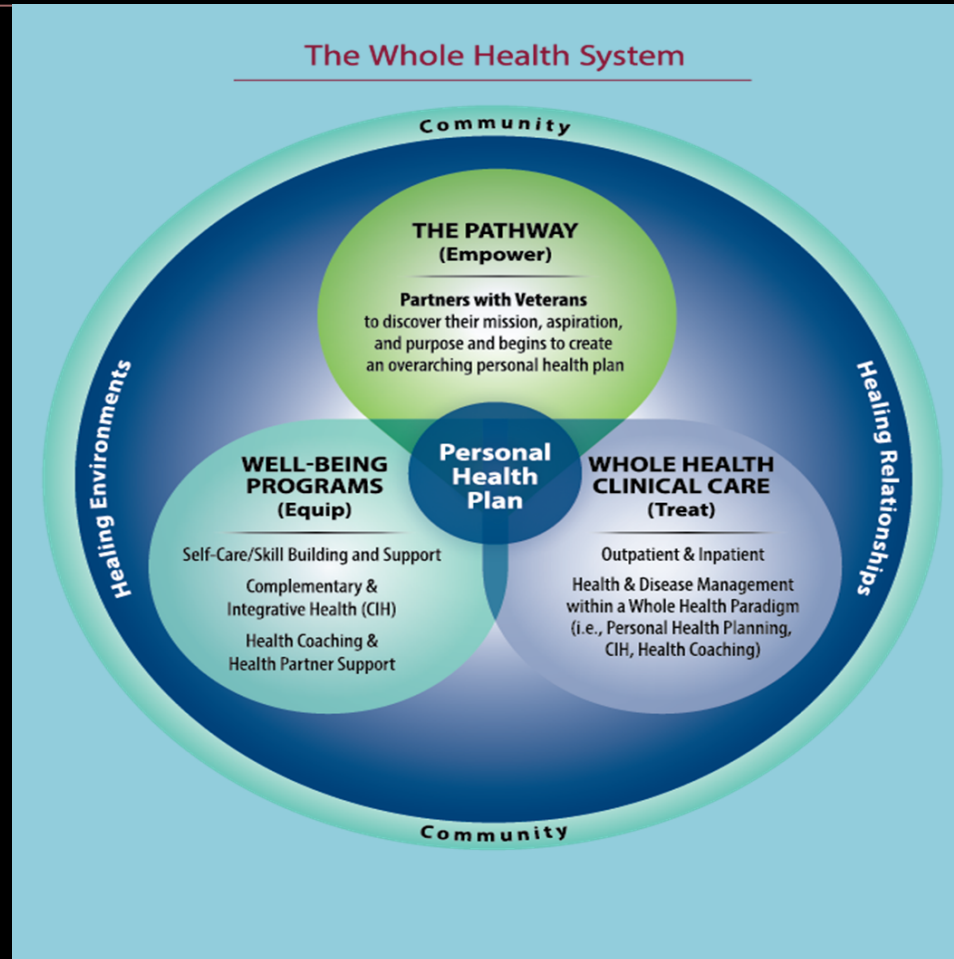 The Whole Health System
Community
THE PATHWAY
(Empower)
Partners with Veterans
to discover their mission, aspiration,
and purpose and begins to create
an overarching personal health plan
Healing Environments
Healing Relationships
Personal
Health
Plan
WELL-BEING
PROGRAMS
(Equip)
Self-Care/Skill Building and Support
Complementary &
Integrative Health (CIH)
Health Coaching &
Health Partner Support
WHOLE HEALTH
CLINICAL CARE
(Treat)
Outpatient & Inpatient
Health & Disease Management
within a Whole Health Paradigm
(i.e., Personal Health Planning,
CIH, Health Coaching)
Community